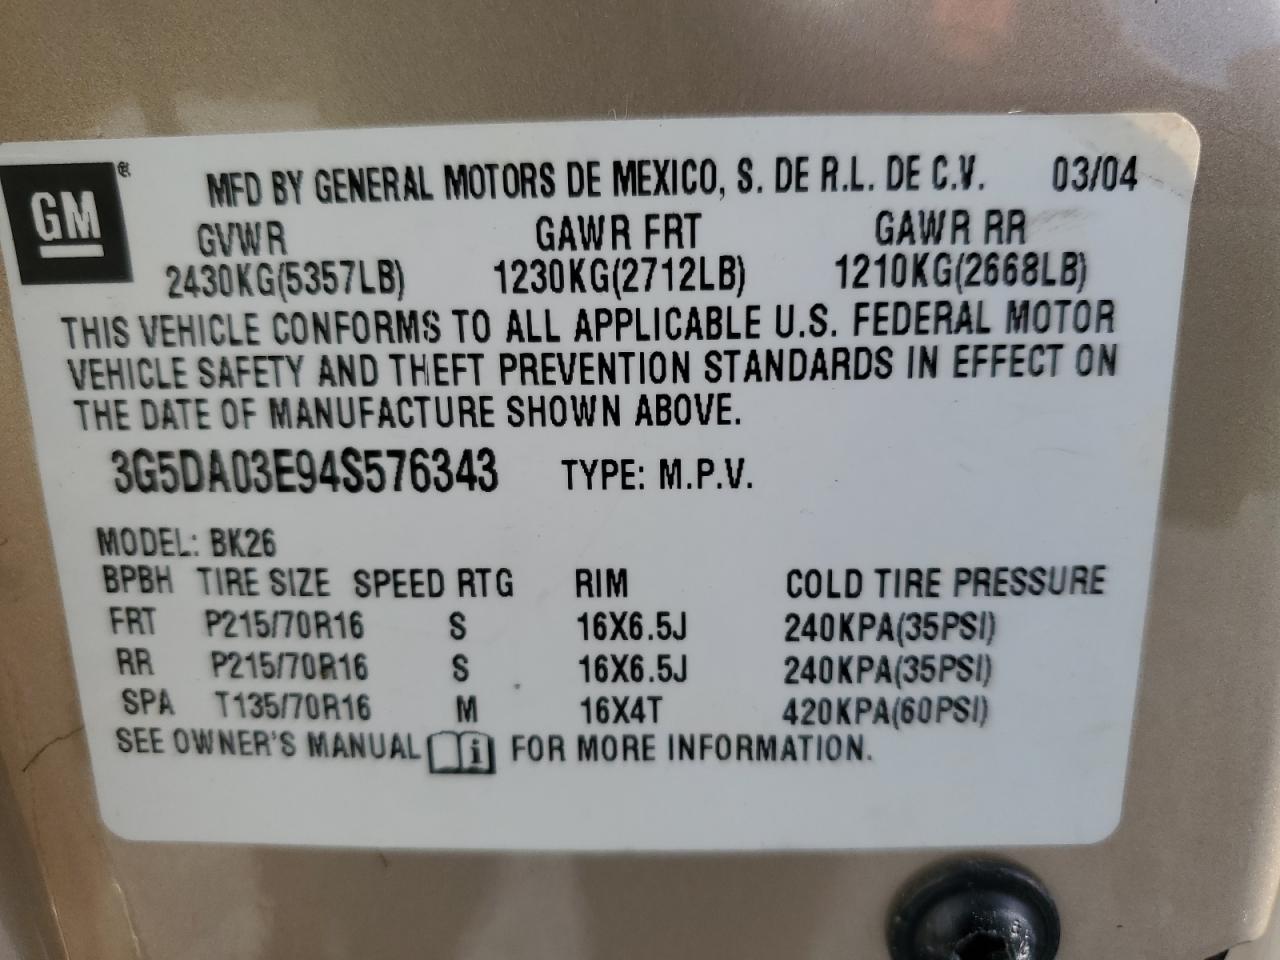 GM®
MFD BY GENERAL MOTORS DE MEXICO, S. DE R.L. DE C.V. 03/04
GVWR GAWR FRT GAWR RR
2430KG(5357LB) 1230KG(2712LB) 1210KG(2668LB)
THIS VEHICLE CONFORMS TO ALL APPLICABLE U.S. FEDERAL MOTOR
VEHICLE SAFETY AND THEFT PREVENTION STANDARDS IN EFFECT ON
THE DATE OF MANUFACTURE SHOWN ABOVE.
3G5DA03E94S576343 TYPE: M.P.V.
MODEL: BK26
BPBH TIRE SIZE SPEED RTG RIM COLD TIRE PRESSURE
FRT P215/70R16 S 16X6.5J 240KPA(35PSI)
RR P215/70R16 S 16X6.5J 240KPA(35PSI)
SPA T135/70R16 M 16X4T 420KPA(60PSI)
SEE OWNER'S MANUAL i FOR MORE INFORMATION.